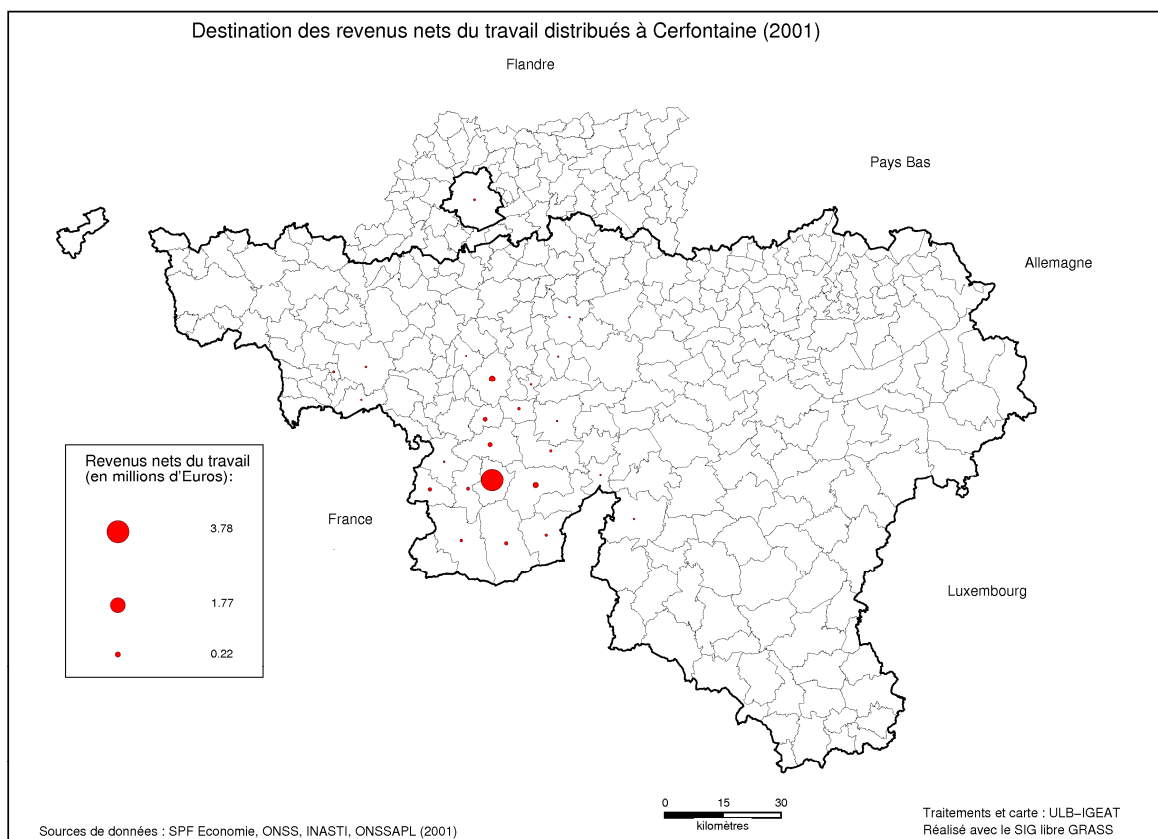 Destination des revenus nets du travail distribués à Cerfontaine (2001)
Flandre
Pays Bas
Allemagne
Revenus nets du travail
(en millions d'Euros):
3.78
1.77
0.22
France
Luxembourg
0 15 30
kilomètres
Sources de données : SPF Economie, ONSS, INASTI, ONSSAPL (2001)
Traitements et carte : ULB-IGEAT
Réalisé avec le SIG libre GRASS